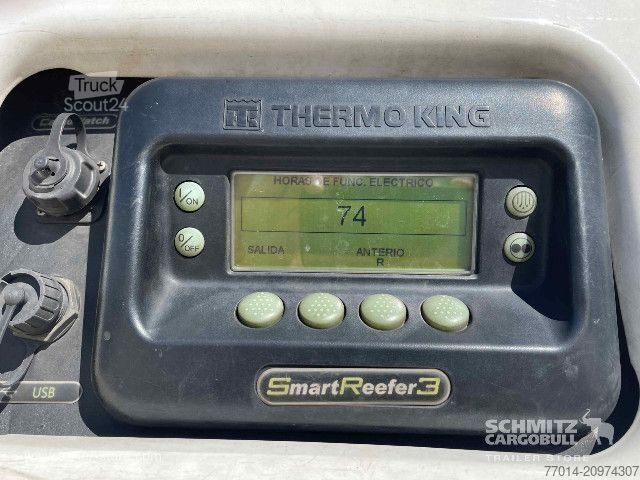 Truck
Scout24
THERMO KING
HORAS DE FUNC. ELECTRICO
ON
74
OFF
SALIDA
ANTERIO
R
SmartReefer3
USB
SCHMITZ
CARGOBULL
TRAILER STORE
77014-20974307